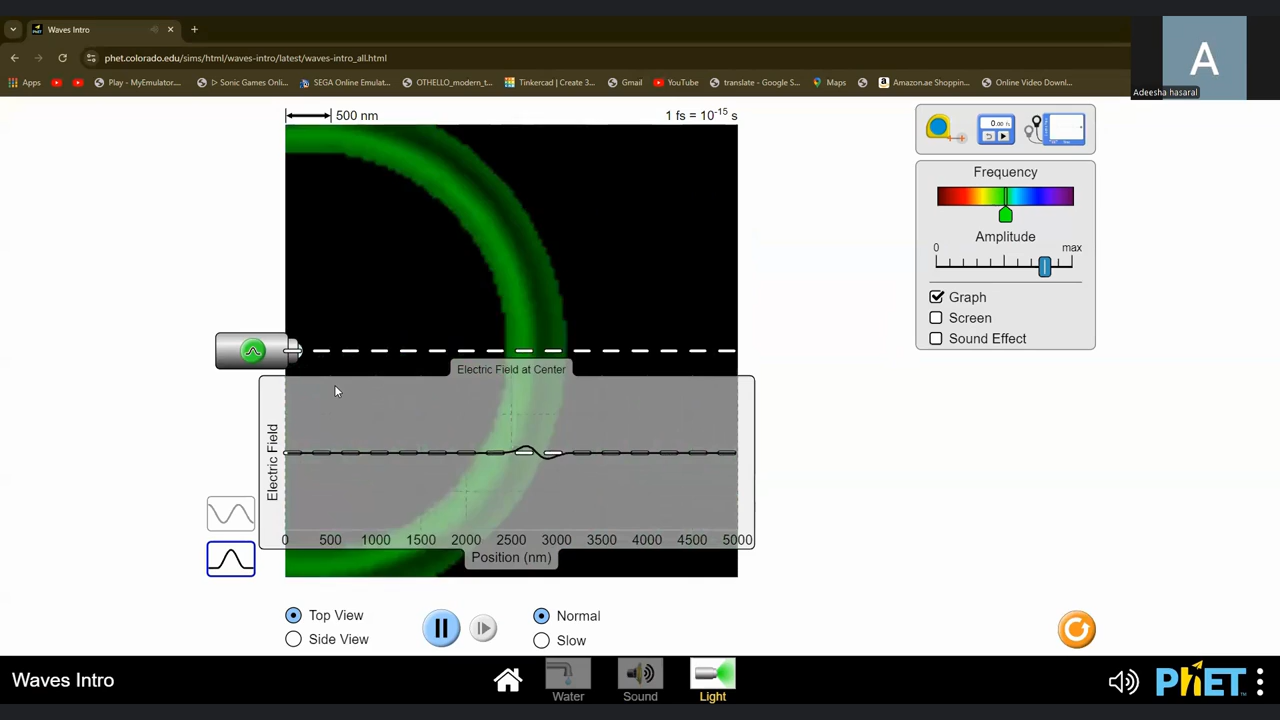 Waves Intro
phet.colorado.edu/sims/html/waves-intro/latest/waves-intro_all.html
Apps
Play - MyEmulator....
Sonic Games Onli...
SEGA Online Emulat...
OTHELLO_modern_t...
Tinkercad | Create 3...
Gmail
YouTube
translate - Google S...
Maps
Amazon.ae Shoppin...
Online Video Downl...
A
Adeesha hasaral
500 nm
1 fs = 10⁻¹⁵ s
0.00 fs
Frequency
Amplitude
0 max
Graph
Screen
Sound Effect
Electric Field at Center
Electric Field
0 500 1000 1500 2000 2500 3000 3500 4000 4500 5000
Position (nm)
Top View
Side View
Normal
Slow
Waves Intro
Water
Sound
Light
PhET